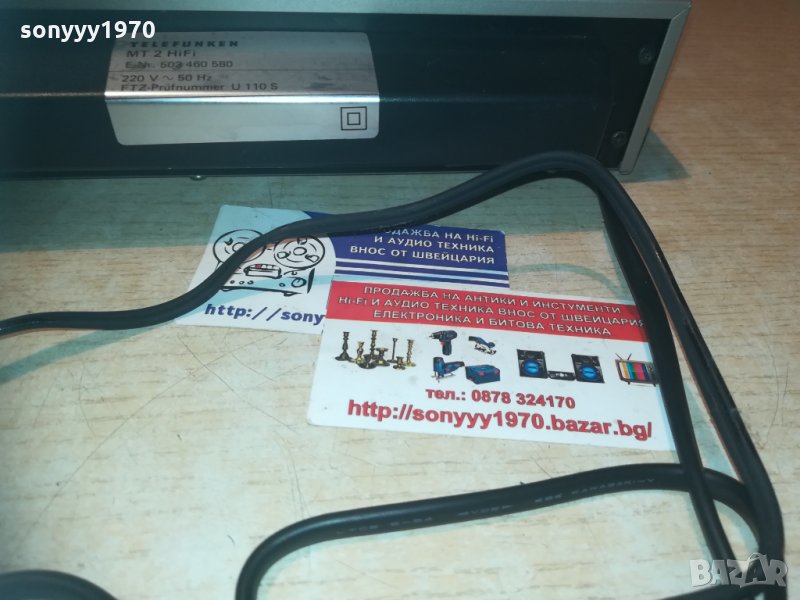 sonyyy1970
sonyyy1970
TELEFUNKEN
MT 2 HiFi
E-Nr. 503 460 580
220 V ~ 50 Hz
FTZ-Prüfnummer U 110 S
ПРОДАЖБА НА Hi-Fi
И АУДИО ТЕХНИКА
ВНОС ОТ ШВЕЙЦАРИЯ
http://sony
ПРОДАЖБА НА АНТИКИ И ИНСТУМЕНТИ
Hi-Fi И АУДИО ТЕХНИКА ВНОС ОТ ШВЕЙЦАРИЯ
ЕЛЕКТРОНИКА И БИТОВА ТЕХНИКА
тел.: 0878 324170
http://sonyyy1970.bazar.bg/
BAZAR